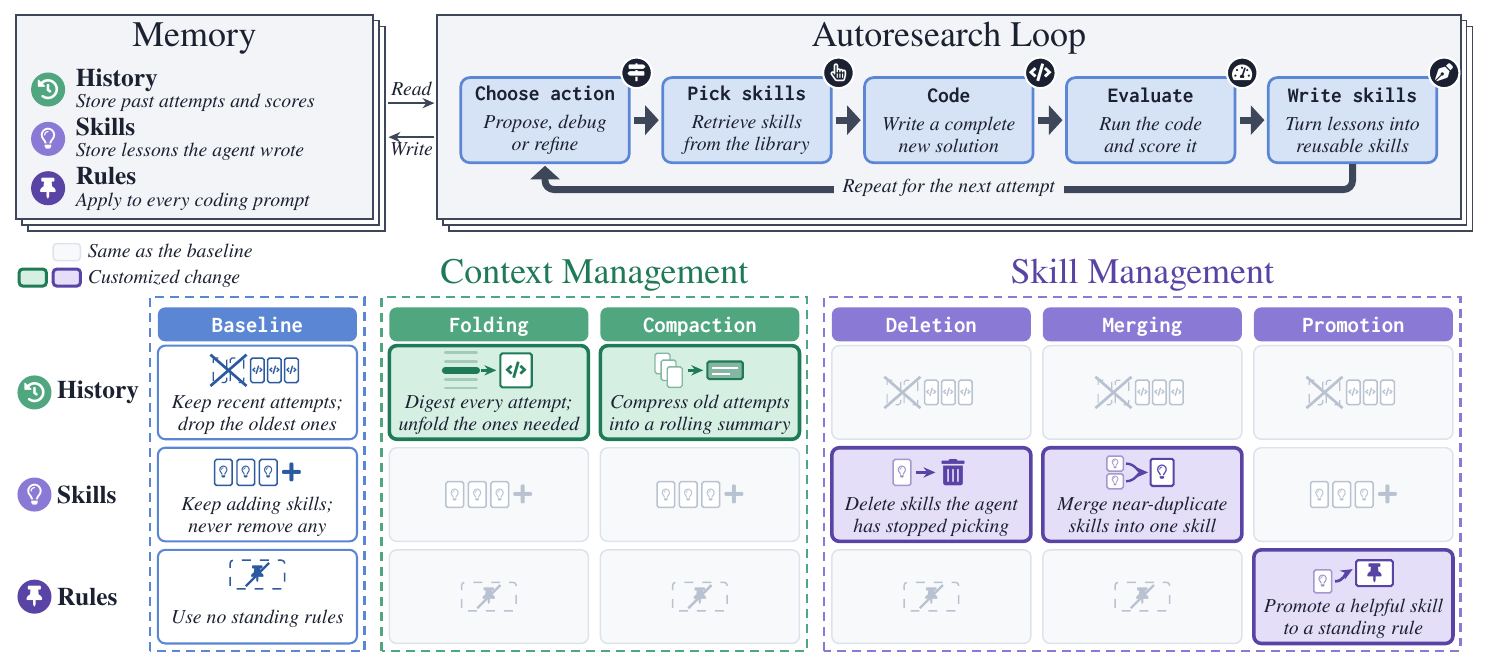 Memory
History
Store past attempts and scores
Skills
Store lessons the agent wrote
Rules
Apply to every coding prompt
Read
Write
Autoresearch Loop
Choose action
Propose, debug
or refine
Pick skills
Retrieve skills
from the library
Code
Write a complete
new solution
Evaluate
Run the code
and score it
Write skills
Turn lessons into
reusable skills
Repeat for the next attempt
Same as the baseline
Customized change
Context Management
Skill Management
Baseline
Folding
Compaction
Deletion
Merging
Promotion
History
Keep recent attempts;
drop the oldest ones
Digest every attempt;
unfold the ones needed
Compress old attempts
into a rolling summary
Skills
Keep adding skills;
never remove any
Delete skills the agent
has stopped picking
Merge near-duplicate
skills into one skill
Rules
Use no standing rules
Promote a helpful skill
to a standing rule